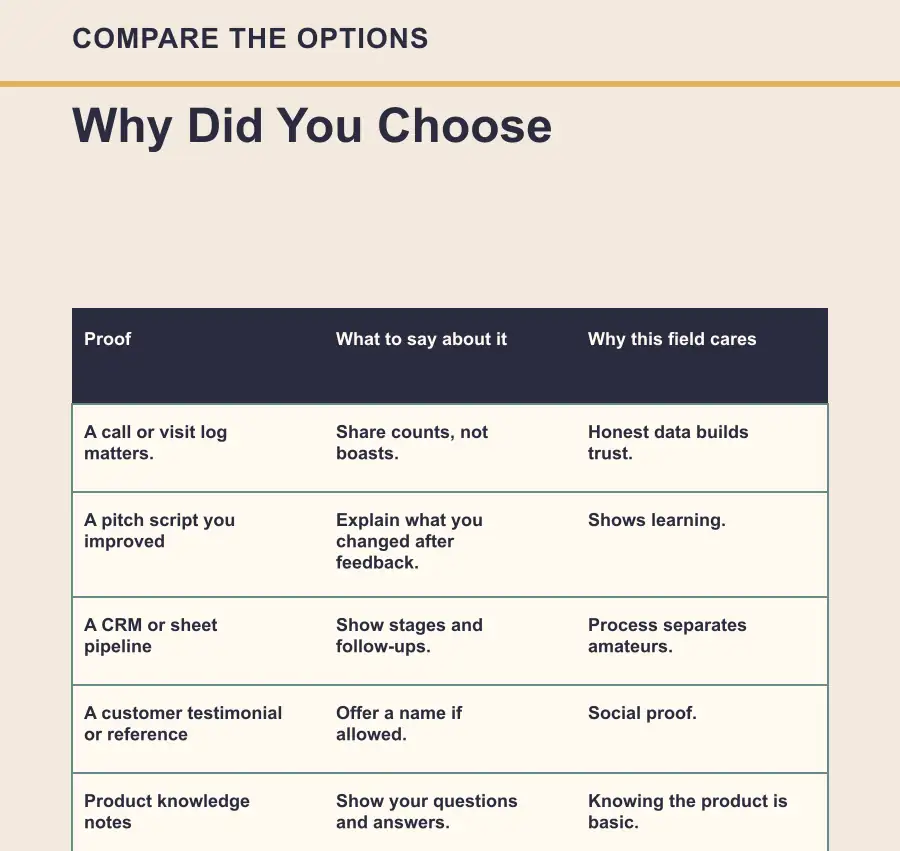 COMPARE THE OPTIONS
Why Did You Choose
Proof
What to say about it
Why this field cares
A call or visit log
matters.
Share counts, not
boasts.
Honest data builds
trust.
A pitch script you
improved
Explain what you
changed after
feedback.
Shows learning.
A CRM or sheet
pipeline
Show stages and
follow-ups.
Process separates
amateurs.
A customer testimonial
or reference
Offer a name if
allowed.
Social proof.
Product knowledge
notes
Show your questions
and answers.
Knowing the product is
basic.